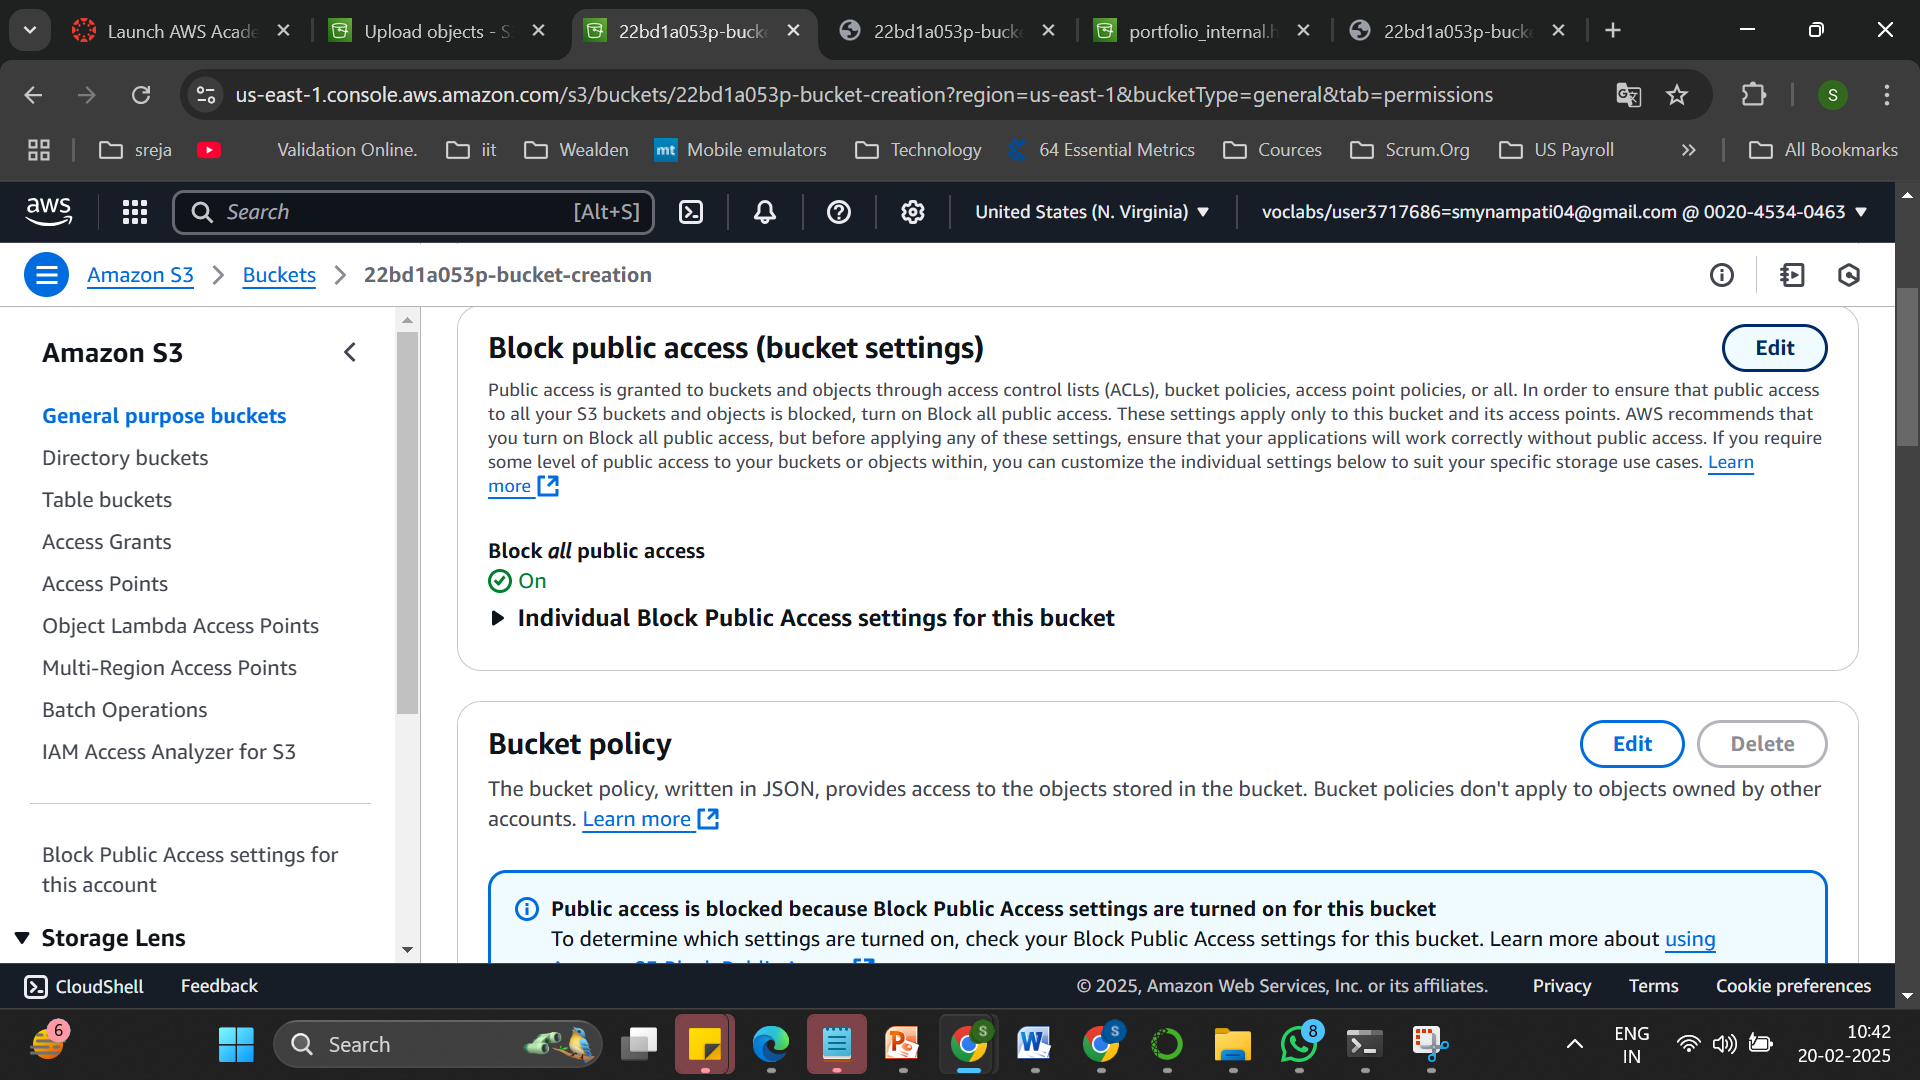 Launch AWS Acade
Upload objects - S
22bd1a053p-bucke
22bd1a053p-bucke
portfolio_internal.h
22bd1a053p-bucke
us-east-1.console.aws.amazon.com/s3/buckets/22bd1a053p-bucket-creation?region=us-east-1&bucketType=general&tab=permissions
S
sreja
Validation Online.
iit
Wealden
mt Mobile emulators
Technology
64 Essential Metrics
Cources
Scrum.Org
US Payroll
»
All Bookmarks
aws
Search [Alt+S]
United States (N. Virginia)
voclabs/user3717686=smynampati04@gmail.com @ 0020-4534-0463
Amazon S3 > Buckets > 22bd1a053p-bucket-creation
Amazon S3
General purpose buckets
Directory buckets
Table buckets
Access Grants
Access Points
Object Lambda Access Points
Multi-Region Access Points
Batch Operations
IAM Access Analyzer for S3
Block Public Access settings for
this account
Storage Lens
Block public access (bucket settings)
Edit
Public access is granted to buckets and objects through access control lists (ACLs), bucket policies, access point policies, or all. In order to ensure that public access
to all your S3 buckets and objects is blocked, turn on Block all public access. These settings apply only to this bucket and its access points. AWS recommends that
you turn on Block all public access, but before applying any of these settings, ensure that your applications will work correctly without public access. If you require
some level of public access to your buckets or objects within, you can customize the individual settings below to suit your specific storage use cases. Learn
more
Block all public access
On
Individual Block Public Access settings for this bucket
Bucket policy
Edit
Delete
The bucket policy, written in JSON, provides access to the objects stored in the bucket. Bucket policies don't apply to objects owned by other
accounts. Learn more
Public access is blocked because Block Public Access settings are turned on for this bucket
To determine which settings are turned on, check your Block Public Access settings for this bucket. Learn more about using
CloudShell
Feedback
© 2025, Amazon Web Services, Inc. or its affiliates.
Privacy
Terms
Cookie preferences
6
Search
S
S
8
ENG
IN
10:42
20-02-2025